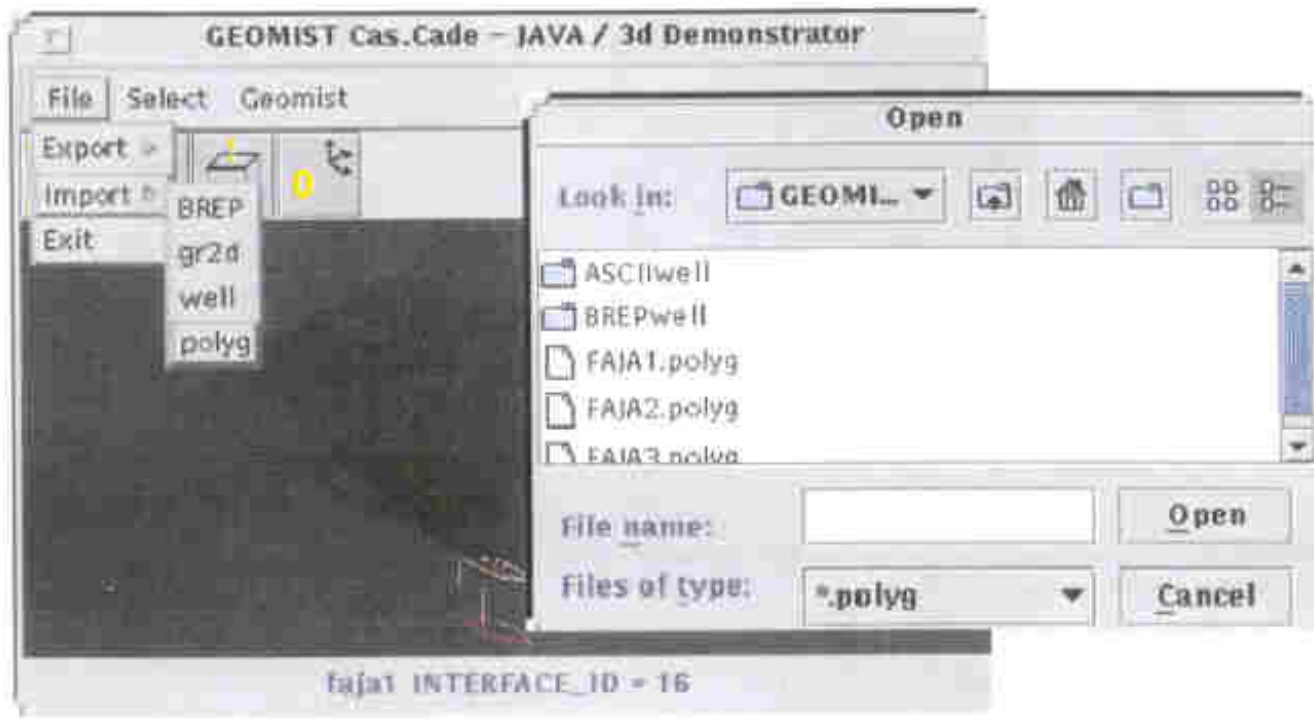 GEOMIST Cas.Cade - JAVA / 3d Demonstrator
File Select Geomist
Export
Import
Exit
BREP
gr2d
well
polyg
0
Open
Look in:
GEOMI...
ASCIIwell
BREPwell
FAJA1.polyg
FAJA2.polyg
FAJA3.polyg
File name:
Open
Files of type:
*.polyg
Cancel
faja1 INTERFACE_ID = 16